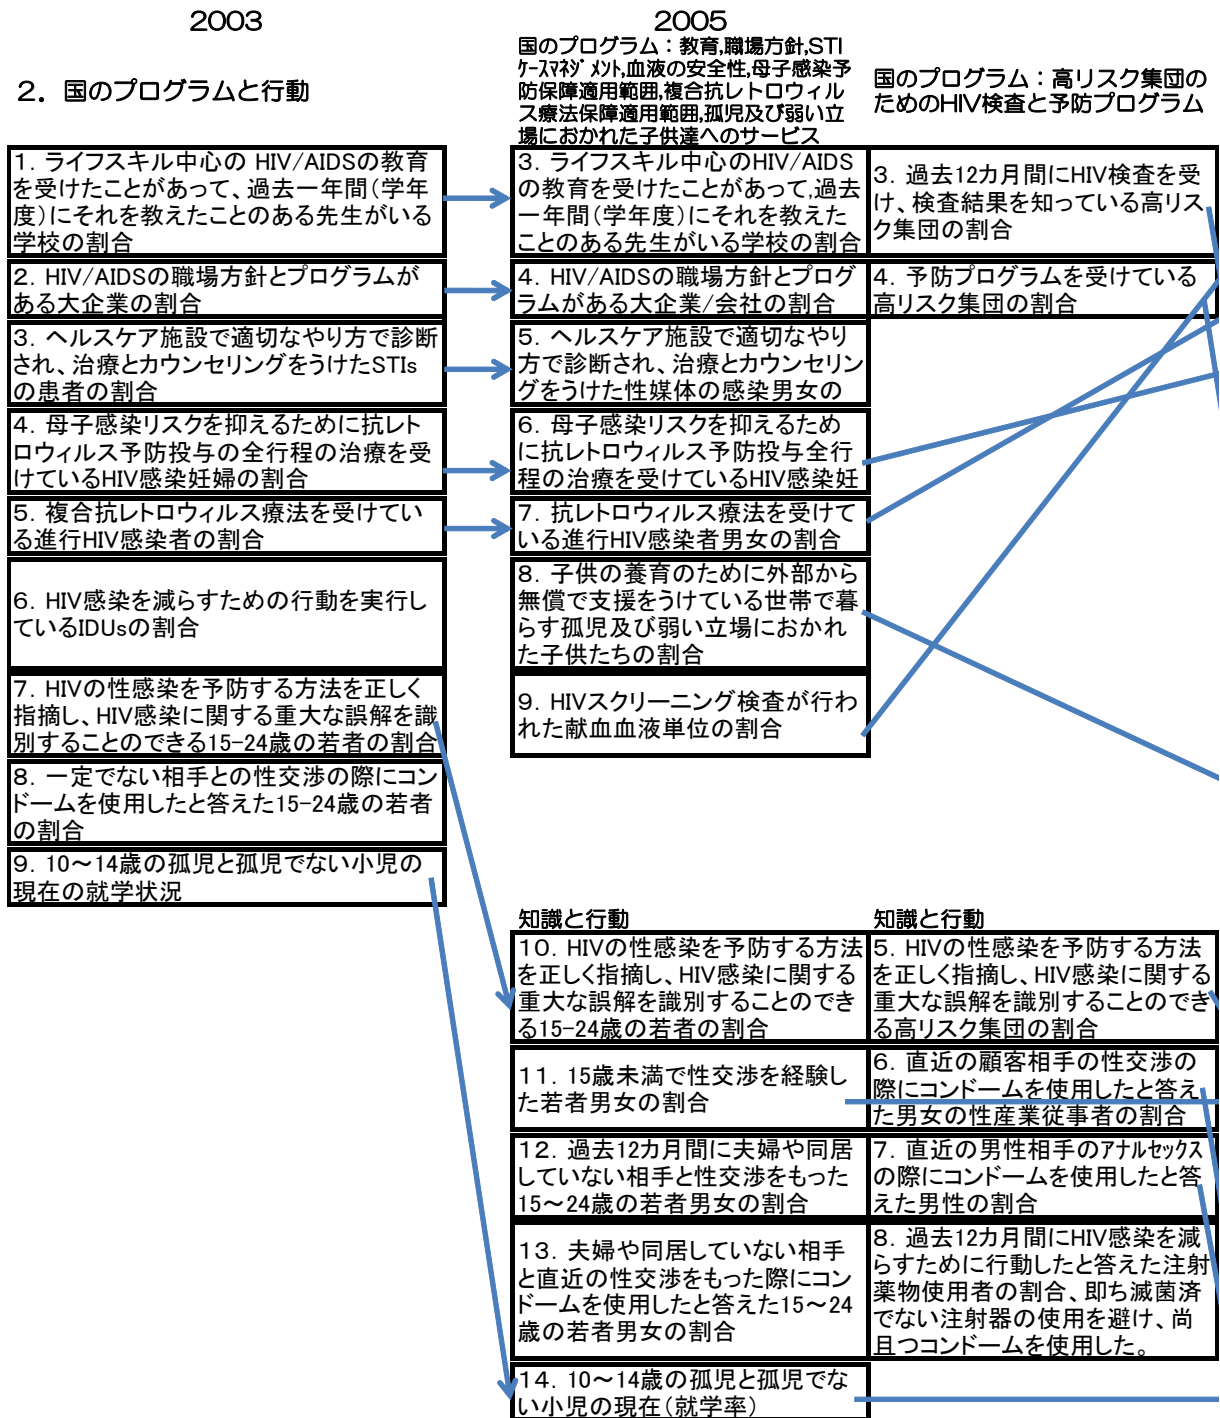 2003
2.国のプログラムと行動
1.ライフスキル中心の HIV/AIDSの教育
を受けたことがあって、過去一年間(学年
度)にそれを教えたことのある先生がいる
学校の割合
2.HIV/AIDSの職場方針とプログラムが
ある大企業の割合
3.ヘルスケア施設で適切なやり方で診断
され、治療とカウンセリングをうけたSTIs
の患者の割合
4.母子感染リスクを抑えるために抗レト
ロウィルス予防投与の全行程の治療を受
けているHIV感染妊婦の割合
5.複合抗レトロウィルス療法を受けてい
る進行HIV感染者の割合
6.HIV感染を減らすための行動を実行し
ているIDUsの割合
7.HIVの性感染を予防する方法を正しく
指摘し、HIV感染に関する重大な誤解を識
別することのできる15-24歳の若者の割合
8.一定でない相手との性交渉の際にコン
ドームを使用したと答えた15-24歳の若者
の割合
9.10~14歳の孤児と孤児でない小児の
現在の就学状況
2005
国のプログラム:教育,職場方針,STI
ケースマネジメント,血液の安全性,母子感染予
防保障適用範囲,複合抗レトロウィル
ス療法保障適用範囲,孤児及び弱い立
場におかれた子供達へのサービス
3.ライフスキル中心のHIV/AIDS
の教育を受けたことがあって,過去
一年間(学年度)にそれを教えた
ことのある先生がいる学校の割合
4.HIV/AIDSの職場方針とプログ
ラムがある大企業/会社の割合
5.ヘルスケア施設で適切なやり
方で診断され、治療とカウンセリン
グをうけた性媒体の感染男女の
6.母子感染リスクを抑えるため
に抗レトロウィルス予防投与全行
程の治療を受けているHIV感染妊
7.抗レトロウィルス療法を受けて
いる進行HIV感染者男女の割合
8.子供の養育のために外部から
無償で支援をうけている世帯で暮
らす孤児及び弱い立場におかれ
た子供たちの割合
9.HIVスクリーニング検査が行わ
れた献血血液単位の割合
知識と行動
10.HIVの性感染を予防する方法
を正しく指摘し、HIV感染に関する
重大な誤解を識別することのでき
る15-24歳の若者の割合
11.15歳未満で性交渉を経験し
た若者男女の割合
12.過去12カ月間に夫婦や同居
していない相手と性交渉をもった
15~24歳の若者男女の割合
13.夫婦や同居していない相手
と直近の性交渉をもった際にコン
ドームを使用したと答えた15~24
歳の若者男女の割合
14.10~14歳の孤児と孤児でな
い小児の現在(就学率)
国のプログラム:高リスク集団の
ためのHIV検査と予防プログラム
3.過去12カ月間にHIV検査を受
け、検査結果を知っている高リス
ク集団の割合
4.予防プログラムを受けている
高リスク集団の割合
知識と行動
5.HIVの性感染を予防する方法
を正しく指摘し、HIV感染に関する
重大な誤解を識別することのでき
る高リスク集団の割合
6.直近の顧客相手の性交渉の
際にコンドームを使用したと答え
た男女の性産業従事者の割合
7.直近の男性相手のアナルセックス
の際にコンドームを使用したと答
えた男性の割合
8.過去12カ月間にHIV感染を減
らすために行動したと答えた注射
薬物使用者の割合、即ち滅菌済
でない注射器の使用を避け、尚
且つコンドームを使用した。